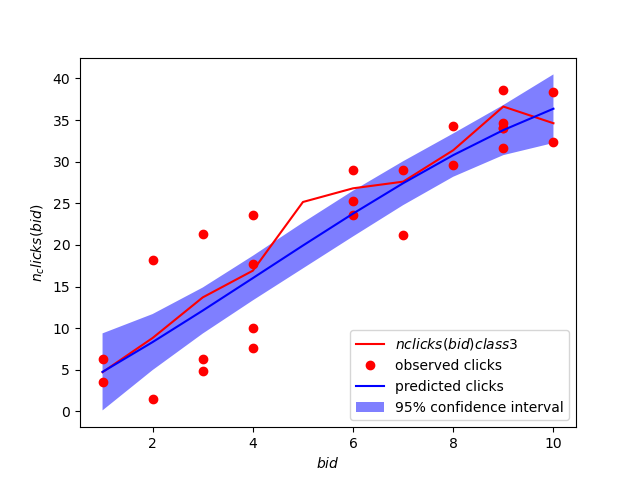 40
35
30
25
20
15
10
5
0
n_clicks(bid)
2
4
6
8
10
bid
nclicks(bid)class3
observed clicks
predicted clicks
95% confidence interval